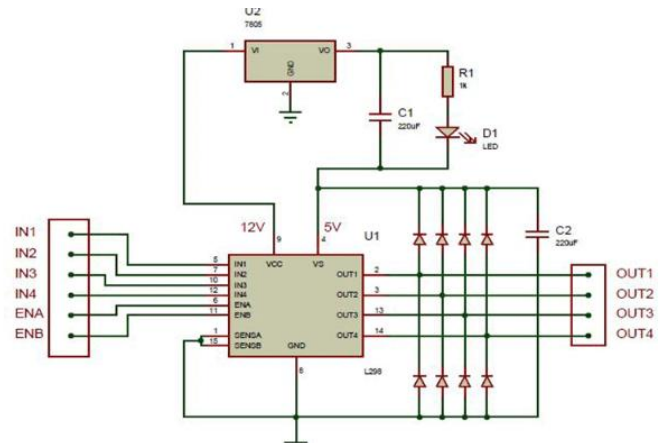 U2
7805
1
VI
VO
3
GND
2
R1
1K
C1
220uF
D1
LED
12V
5V
9
4
U1
C2
220uF
IN1
IN2
IN3
IN4
ENA
ENB
5
7
10
12
6
11
1
15
IN1
IN2
IN3
IN4
ENA
ENB
SENSA
SENSB
VCC
VS
OUT1
OUT2
OUT3
OUT4
GND
8
2
3
13
14
L298
OUT1
OUT2
OUT3
OUT4